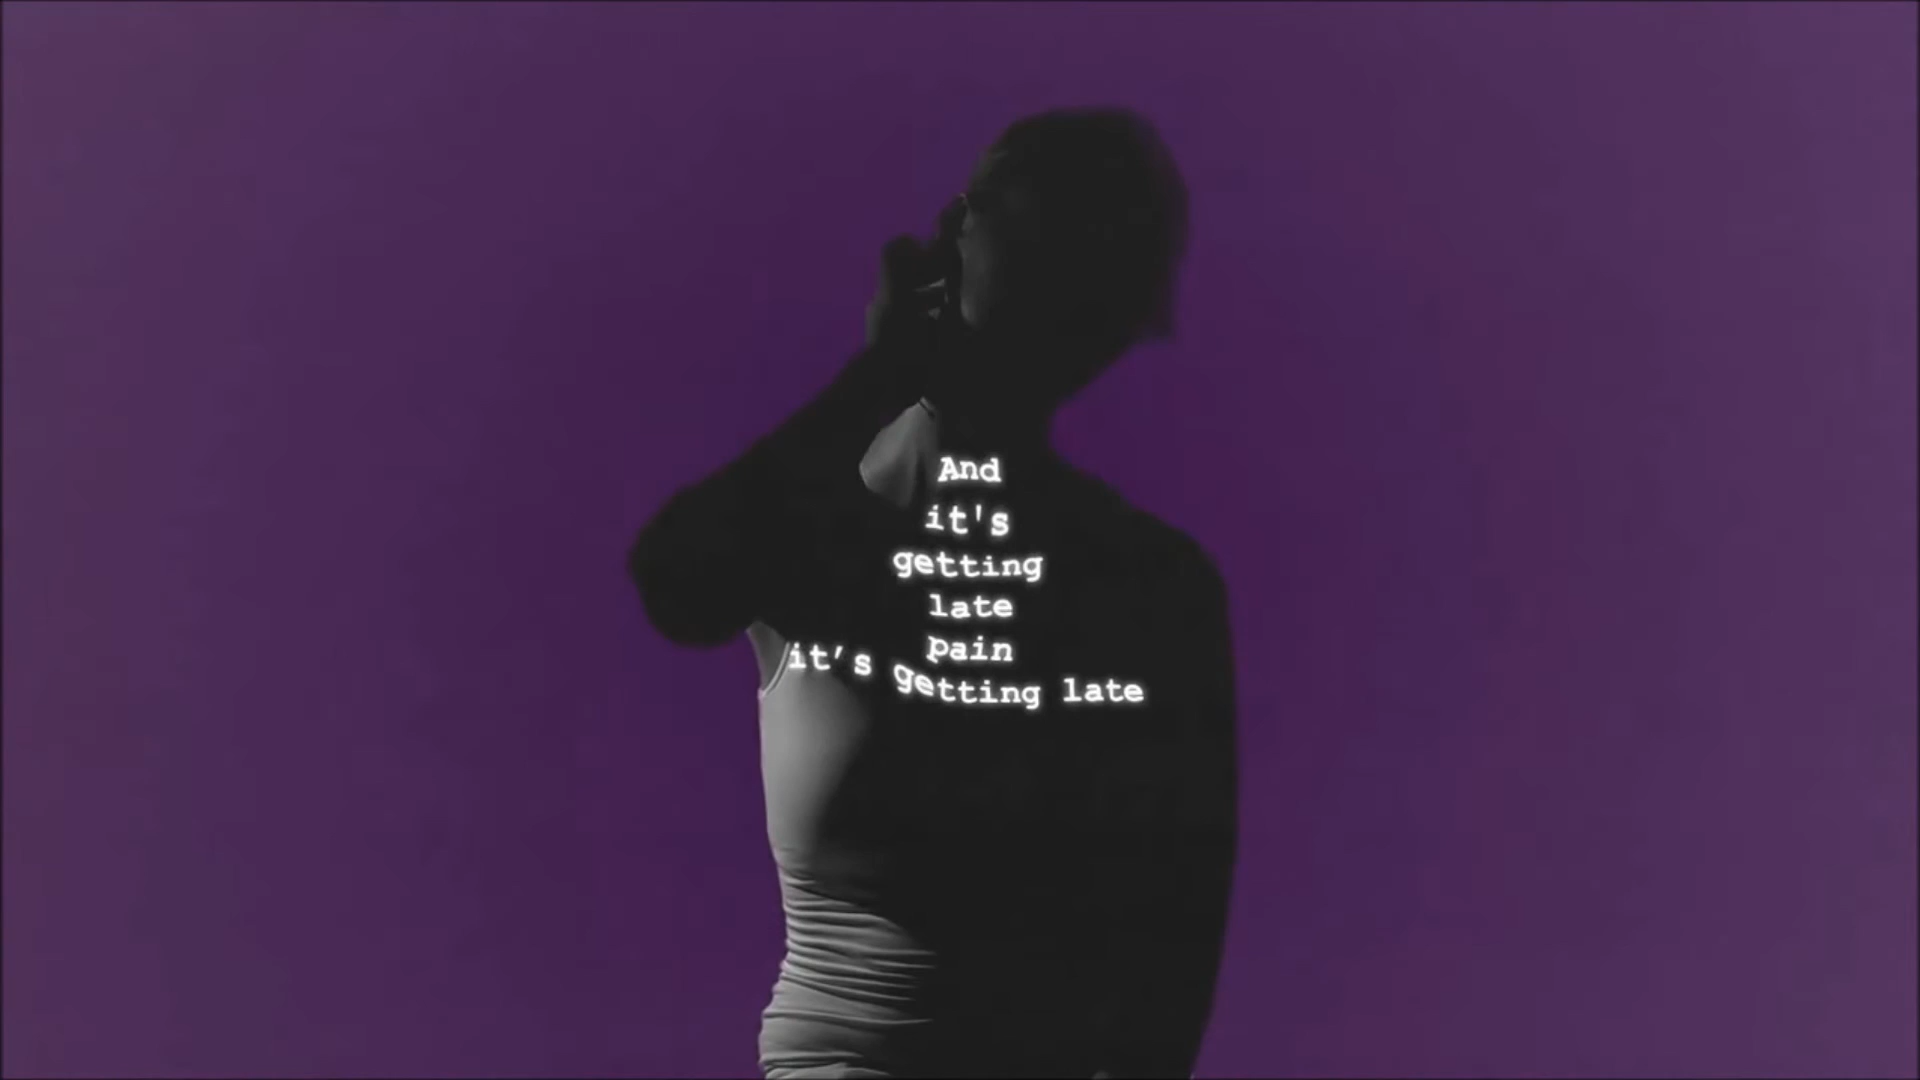 And
it's
getting
late
pain
it’s getting late